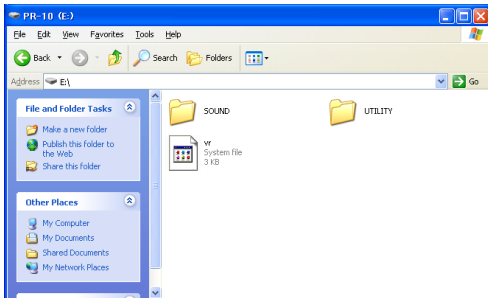 PR-10 (E:)
File Edit View Favorites Tools Help
Back Search Folders
Address E:\ Go
File and Folder Tasks
Make a new folder
Publish this folder to
the Web
Share this folder
Other Places
My Computer
My Documents
Shared Documents
My Network Places
SOUND UTILITY
vr
System file
3 KB